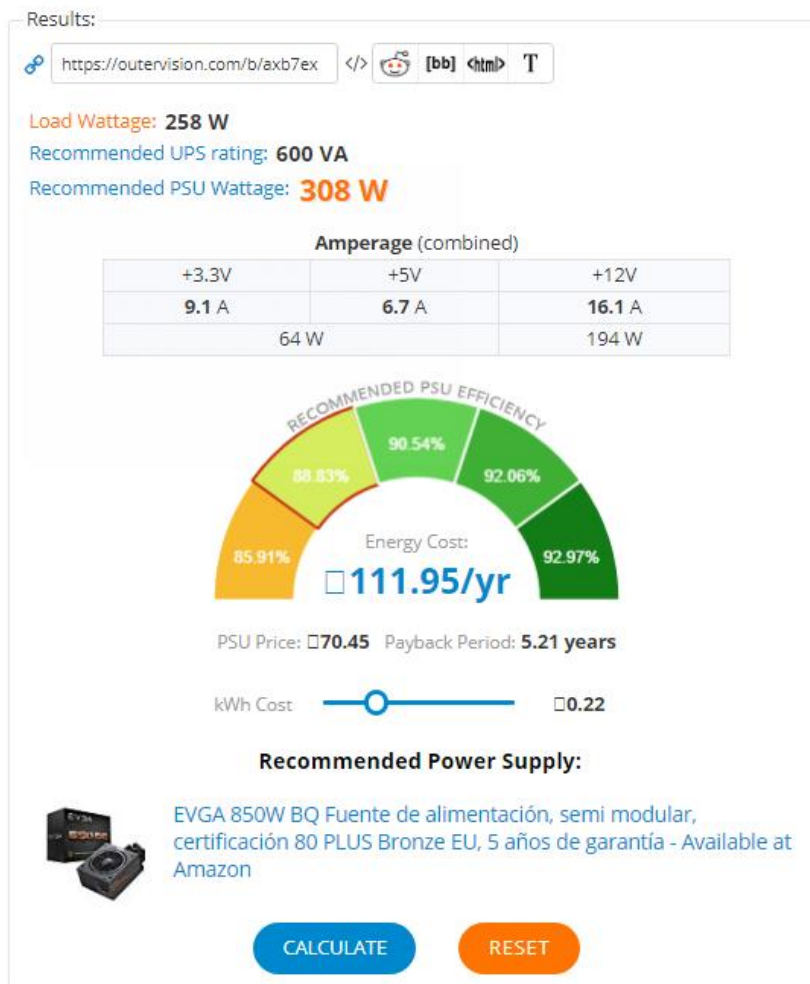 Results:
https://outervision.com/b/axb7ex </> [bb] <html> T
Load Wattage: 258 W
Recommended UPS rating: 600 VA
Recommended PSU Wattage: 308 W
Amperage (combined)
+3.3V +5V +12V
9.1 A 6.7 A 16.1 A
64 W 194 W
RECOMMENDED PSU EFFICIENCY
85.91% 88.83% 90.54% 92.06% 92.97%
Energy Cost:
□111.95/yr
PSU Price: □70.45 Payback Period: 5.21 years
kWh Cost □0.22
Recommended Power Supply:
EVGA
EVGA 850W BQ Fuente de alimentación, semi modular,
certificación 80 PLUS Bronze EU, 5 años de garantía - Available at
Amazon
CALCULATE RESET